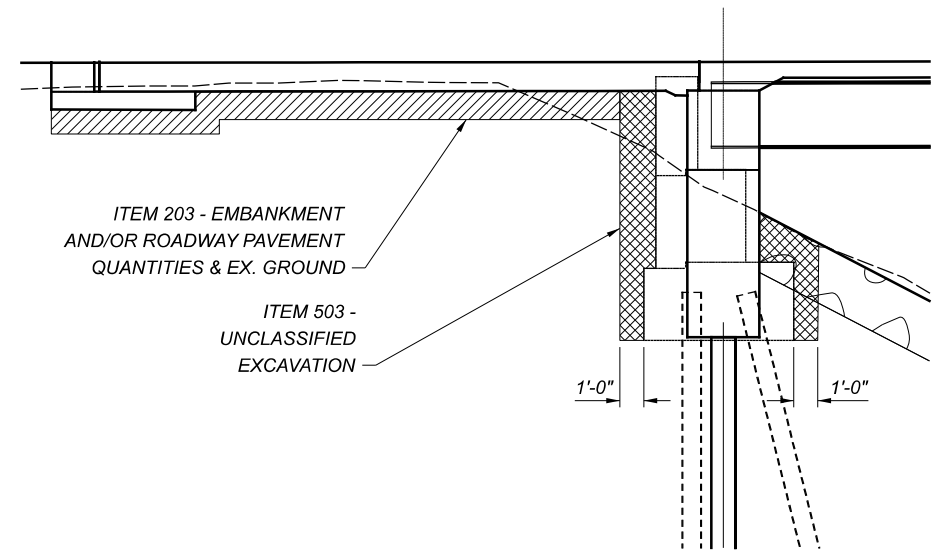 ITEM 203 - EMBANKMENT
AND/OR ROADWAY PAVEMENT
QUANTITIES & EX. GROUND
ITEM 503 -
UNCLASSIFIED
EXCAVATION
1'-0"
1'-0"